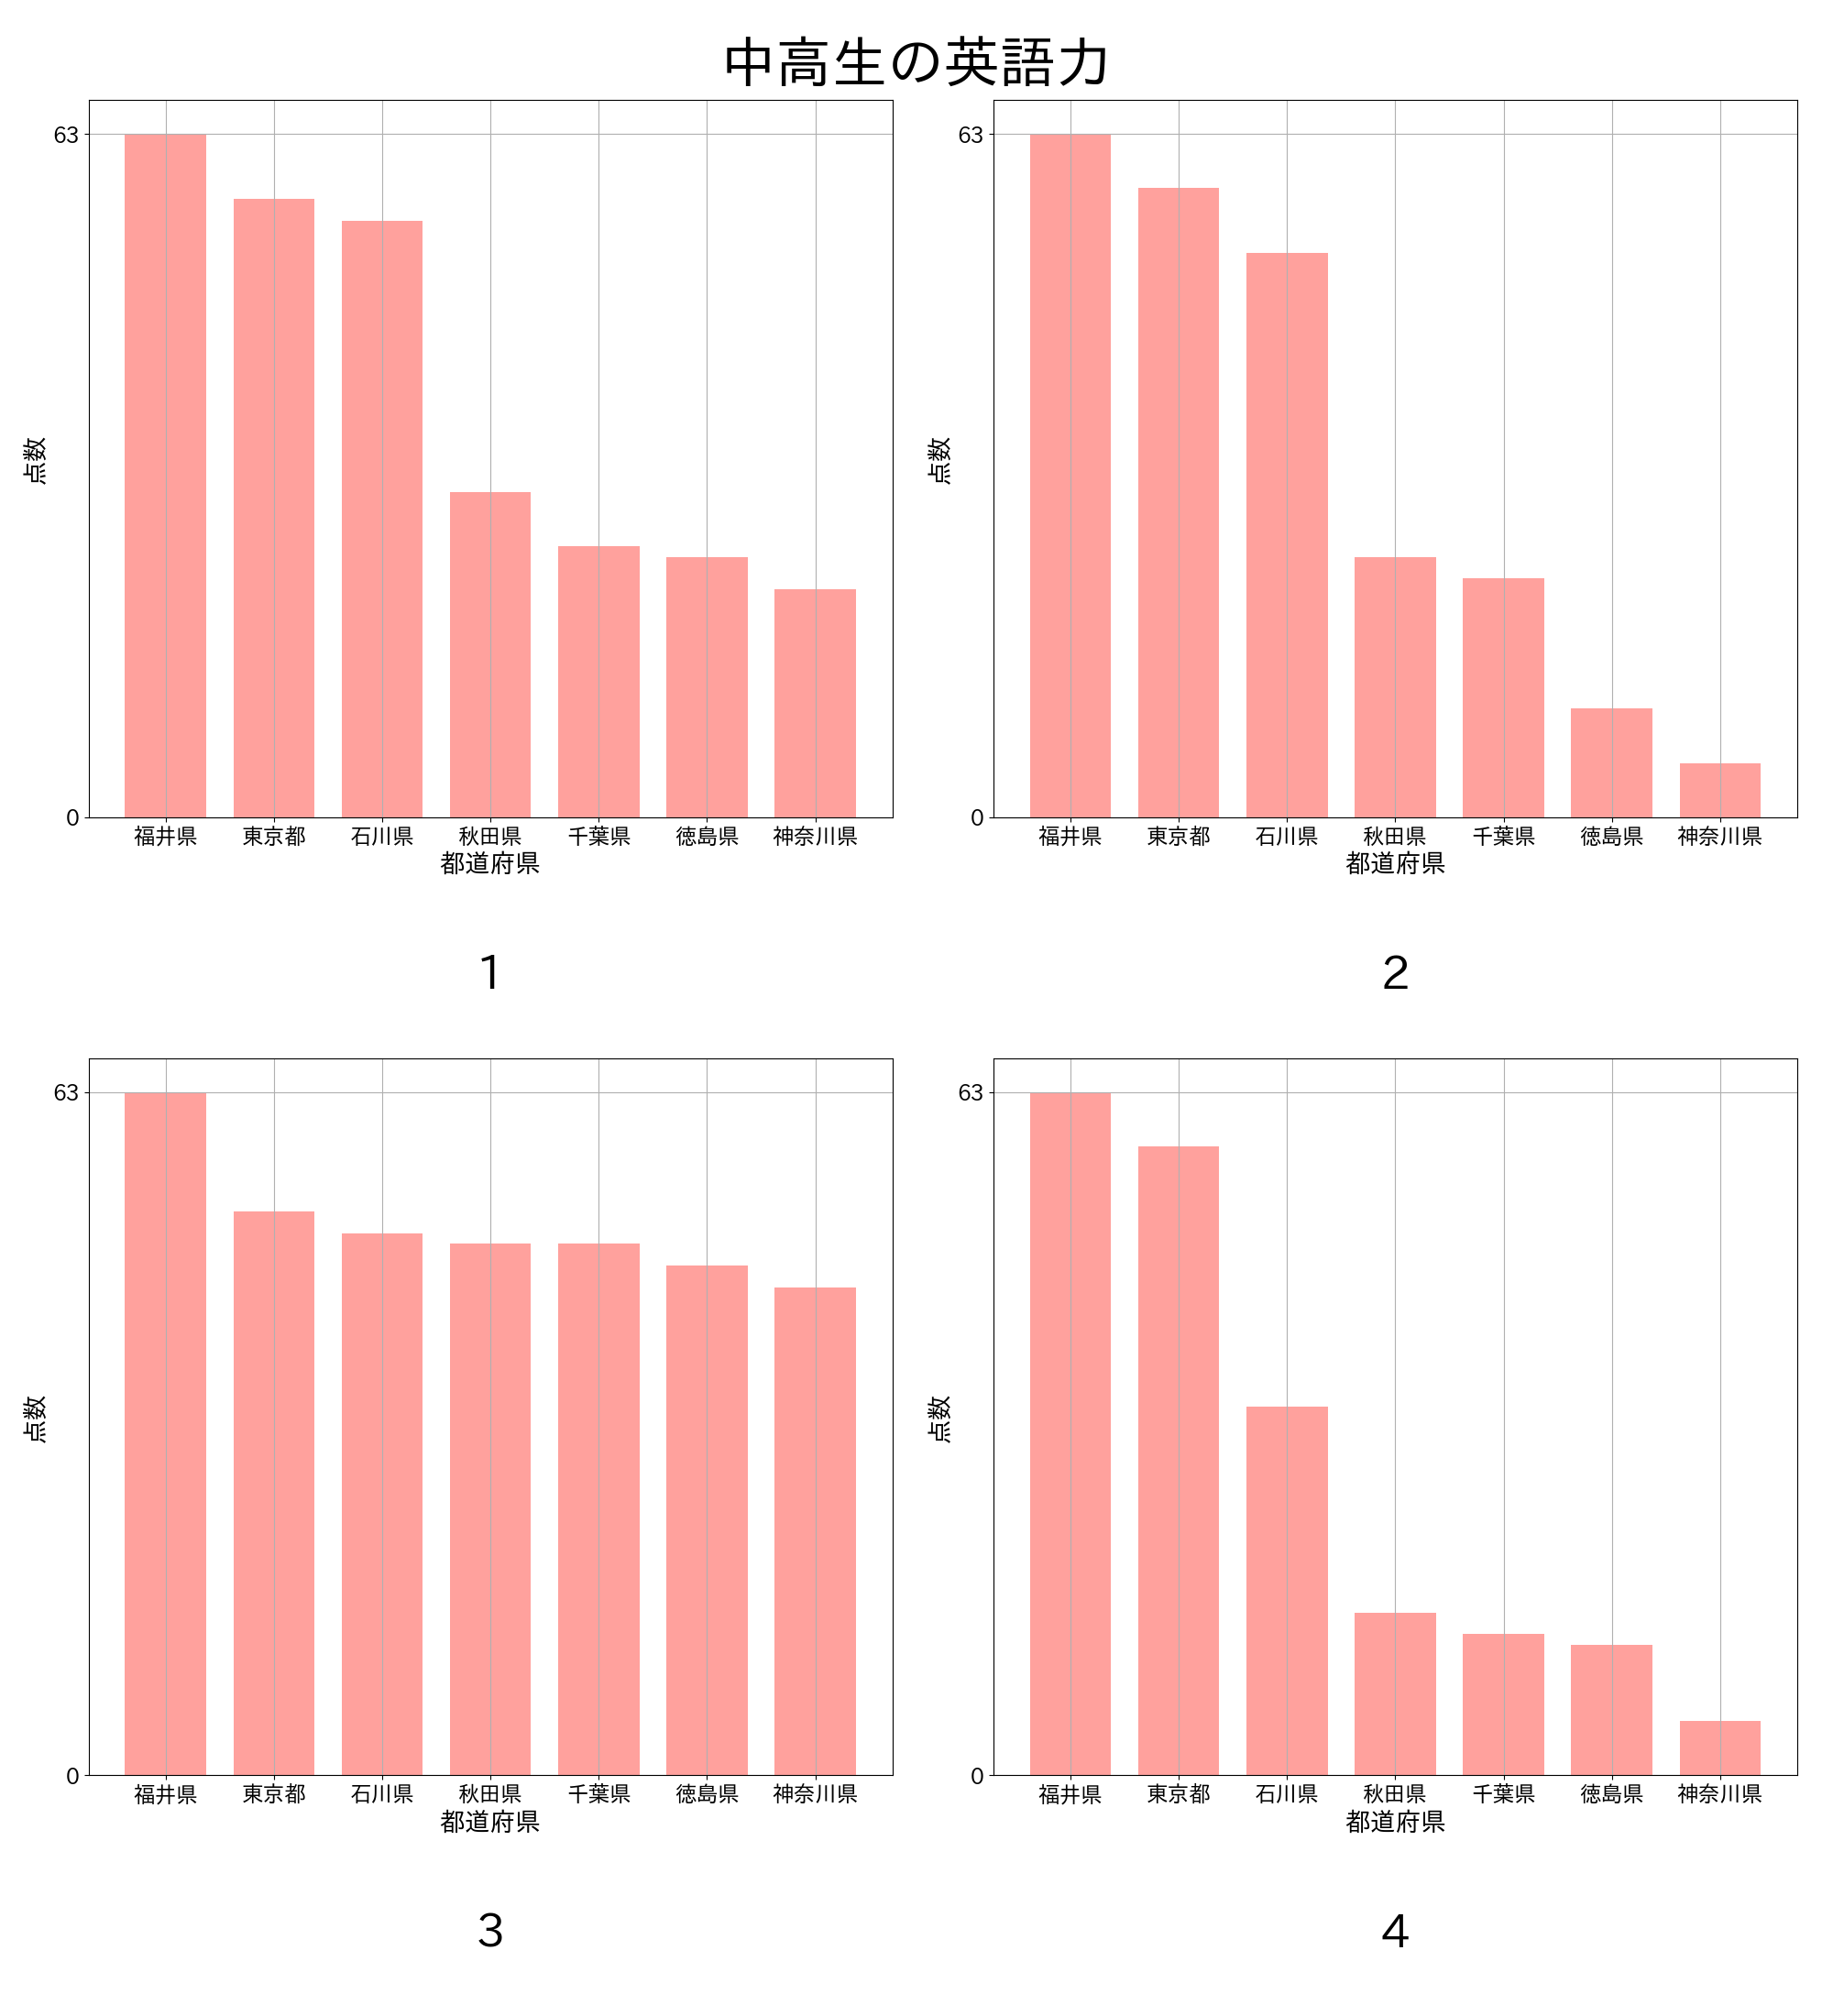 中高生の英語力
63
0
点数
福井県 東京都 石川県 秋田県 千葉県 徳島県 神奈川県
都道府県
1
63
0
点数
福井県 東京都 石川県 秋田県 千葉県 徳島県 神奈川県
都道府県
2
63
0
点数
福井県 東京都 石川県 秋田県 千葉県 徳島県 神奈川県
都道府県
3
63
0
点数
福井県 東京都 石川県 秋田県 千葉県 徳島県 神奈川県
都道府県
4